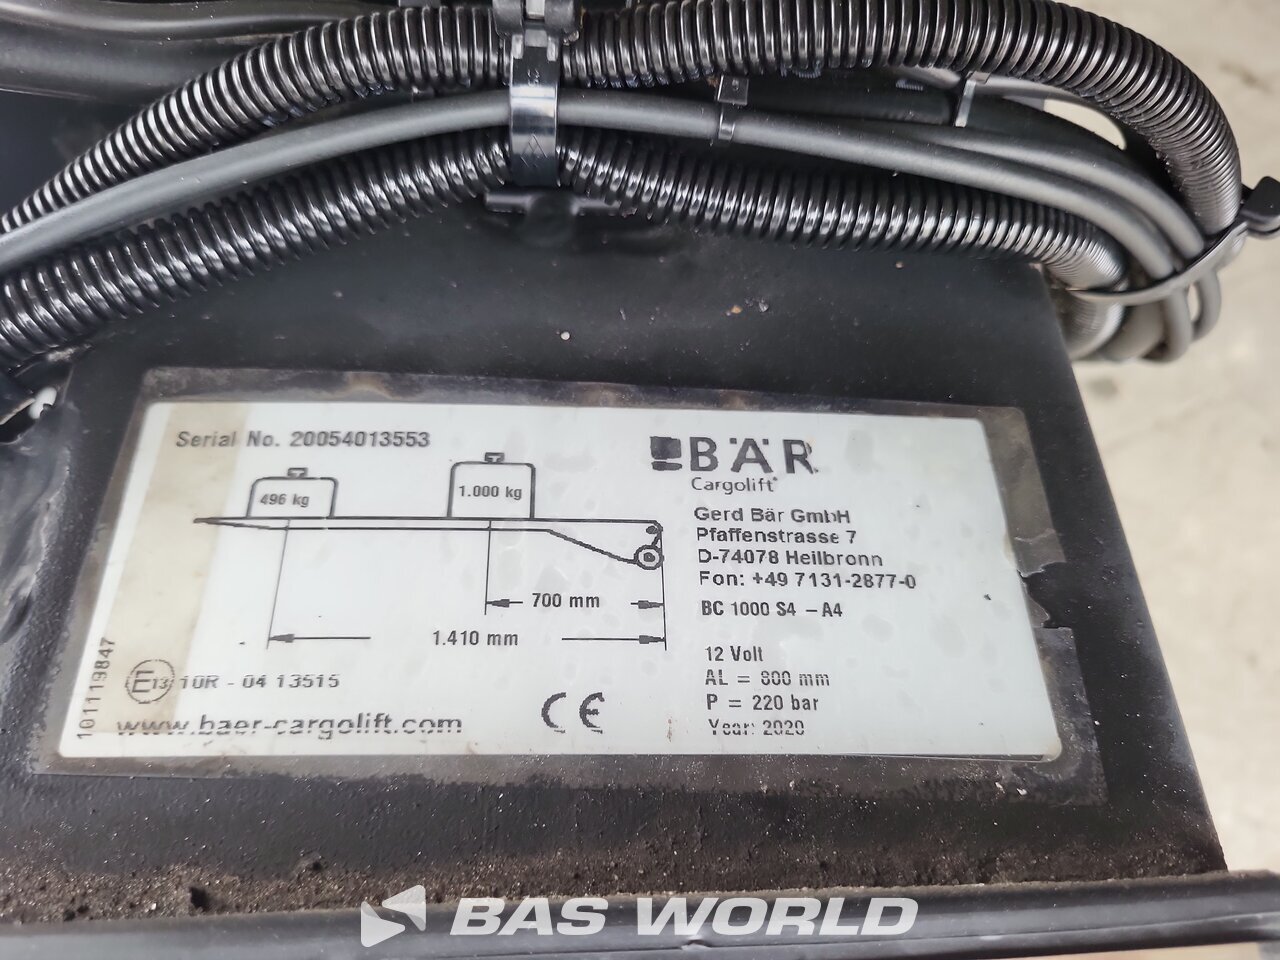 Serial No. 20054013553
496 kg
1.000 kg
700 mm
1.410 mm
101119847
E13 10R - 04 13515
www.baer-cargolift.com
CE
BÄR
Cargolift®
Gerd Bär GmbH
Pfaffenstrasse 7
D-74078 Heilbronn
Fon: +49 7131-2877-0
BC 1000 S4 -A4
12 Volt
AL = 800 mm
P = 220 bar
Year: 2020
BAS WORLD